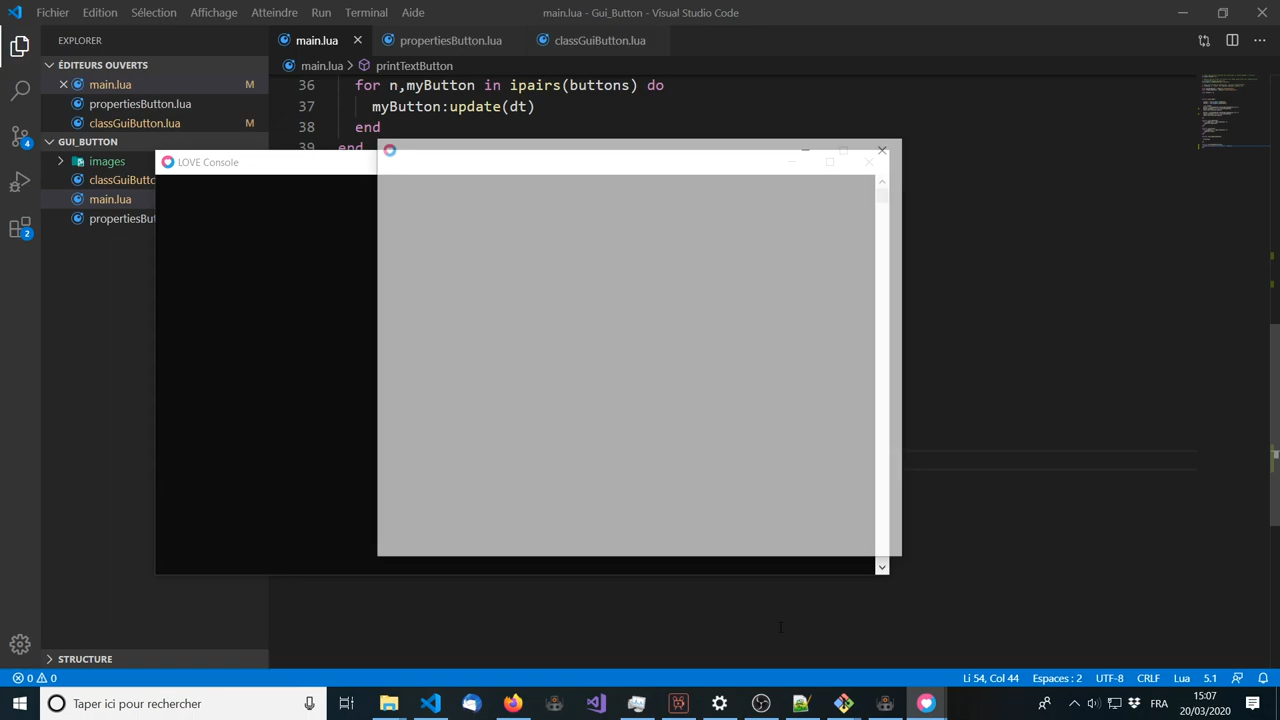 Fichier Edition Sélection Affichage Atteindre Run Terminal Aide main.lua - Gui_Button - Visual Studio Code
EXPLORER
main.lua propertiesButton.lua classGuiButton.lua
ÉDITEURS OUVERTS
main.lua > printTextButton
main.lua M
36 for n,myButton in ipairs(buttons) do
propertiesButton.lua
37 myButton:update(dt)
classGuiButton.lua M
38 end
GUI_BUTTON
39 end
images
LOVE Console
classGuiButto
main.lua
propertiesBut
4
2
STRUCTURE
0 0
Li 54, Col 44 Espaces : 2 UTF-8 CRLF Lua 5.1
Taper ici pour rechercher
FRA
15:07
20/03/2020